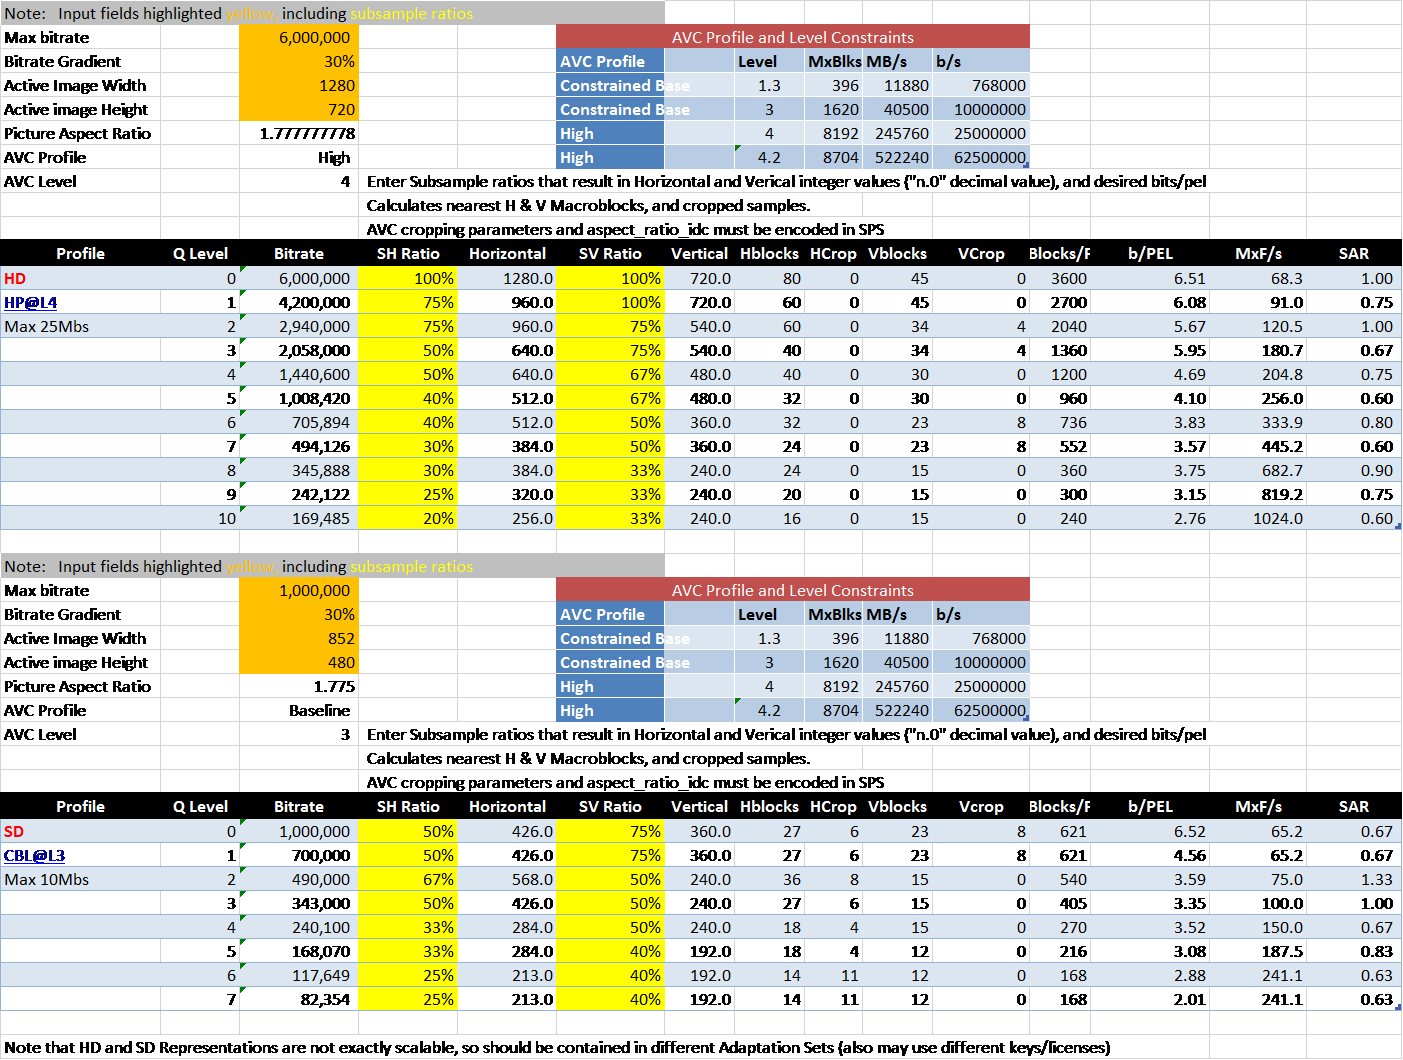 Note:   Input fields highlighted yellow, including subsample ratios
Max bitrate 6,000,000 AVC Profile and Level Constraints
Bitrate Gradient 30% AVC Profile Level MxBlks MB/s b/s
Active Image Width 1280 Constrained Base 1.3 396 11880 768000
Active image Height 720 Constrained Base 3 1620 40500 10000000
Picture Aspect Ratio 1.777777778 High 4 8192 245760 25000000
AVC Profile High High 4.2 8704 522240 62500000
AVC Level 4 Enter Subsample ratios that result in Horizontal and Verical integer values ("n.0" decimal value), and desired bits/pel
Calculates nearest H & V Macroblocks, and cropped samples.
AVC cropping parameters and aspect_ratio_idc must be encoded in SPS
Profile Q Level Bitrate SH Ratio Horizontal SV Ratio Vertical Hblocks HCrop Vblocks VCrop Blocks/F b/PEL MxF/s SAR
HD 0 6,000,000 100% 1280.0 100% 720.0 80 0 45 0 3600 6.51 68.3 1.00
HP@L4 1 4,200,000 75% 960.0 100% 720.0 60 0 45 0 2700 6.08 91.0 0.75
Max 25Mbs 2 2,940,000 75% 960.0 75% 540.0 60 0 34 4 2040 5.67 120.5 1.00
3 2,058,000 50% 640.0 75% 540.0 40 0 34 4 1360 5.95 180.7 0.67
4 1,440,600 50% 640.0 67% 480.0 40 0 30 0 1200 4.69 204.8 0.75
5 1,008,420 40% 512.0 67% 480.0 32 0 30 0 960 4.10 256.0 0.60
6 705,894 40% 512.0 50% 360.0 32 0 23 8 736 3.83 333.9 0.80
7 494,126 30% 384.0 50% 360.0 24 0 23 8 552 3.57 445.2 0.60
8 345,888 30% 384.0 33% 240.0 24 0 15 0 360 3.75 682.7 0.90
9 242,122 25% 320.0 33% 240.0 20 0 15 0 300 3.15 819.2 0.75
10 169,485 20% 256.0 33% 240.0 16 0 15 0 240 2.76 1024.0 0.60
Note:   Input fields highlighted yellow, including subsample ratios
Max bitrate 1,000,000 AVC Profile and Level Constraints
Bitrate Gradient 30% AVC Profile Level MxBlks MB/s b/s
Active Image Width 852 Constrained Base 1.3 396 11880 768000
Active image Height 480 Constrained Base 3 1620 40500 10000000
Picture Aspect Ratio 1.775 High 4 8192 245760 25000000
AVC Profile Baseline High 4.2 8704 522240 62500000
AVC Level 3 Enter Subsample ratios that result in Horizontal and Verical integer values ("n.0" decimal value), and desired bits/pel
Calculates nearest H & V Macroblocks, and cropped samples.
AVC cropping parameters and aspect_ratio_idc must be encoded in SPS
Profile Q Level Bitrate SH Ratio Horizontal SV Ratio Vertical Hblocks HCrop Vblocks Vcrop Blocks/F b/PEL MxF/s SAR
SD 0 1,000,000 50% 426.0 75% 360.0 27 6 23 8 621 6.52 65.2 0.67
CBL@L3 1 700,000 50% 426.0 75% 360.0 27 6 23 8 621 4.56 65.2 0.67
Max 10Mbs 2 490,000 67% 568.0 50% 240.0 36 8 15 0 540 3.59 75.0 1.33
3 343,000 50% 426.0 50% 240.0 27 6 15 0 405 3.35 100.0 1.00
4 240,100 33% 284.0 50% 240.0 18 4 15 0 270 3.52 150.0 0.67
5 168,070 33% 284.0 40% 192.0 18 4 12 0 216 3.08 187.5 0.83
6 117,649 25% 213.0 40% 192.0 14 11 12 0 168 2.88 241.1 0.63
7 82,354 25% 213.0 40% 192.0 14 11 12 0 168 2.01 241.1 0.63
Note that HD and SD Representations are not exactly scalable, so should be contained in different Adaptation Sets (also may use different keys/licenses)